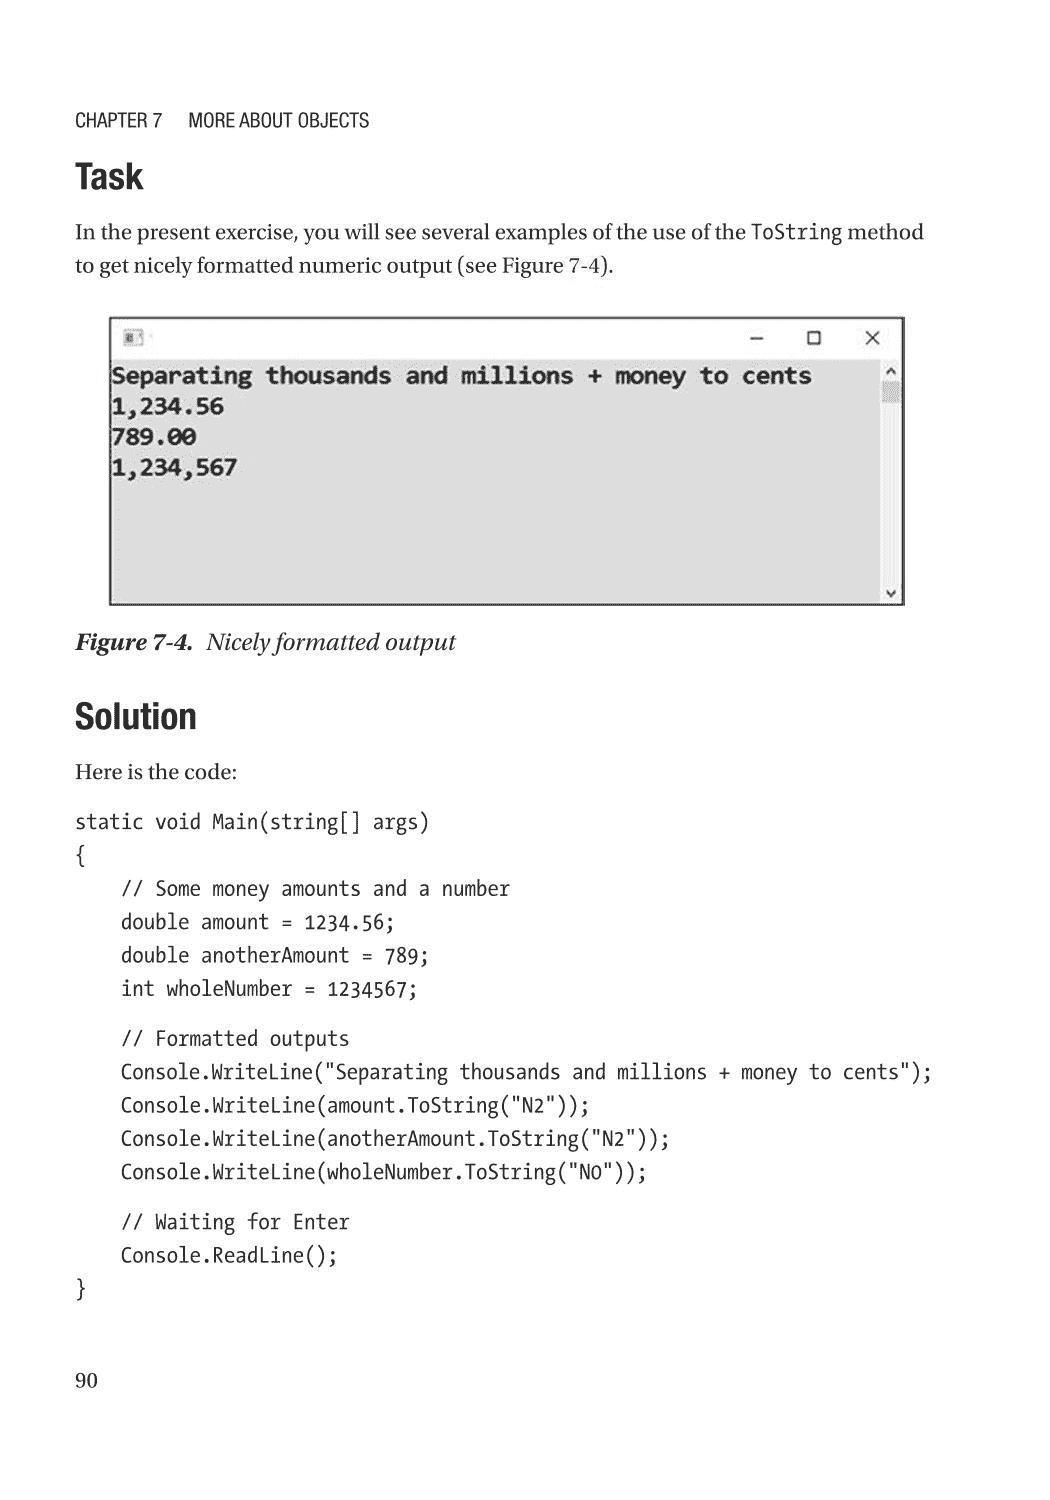 CHAPTER 7 MORE ABOUT OBJECTS
Task
In the present exercise, you will see several examples of the use of the ToString method
to get nicely formatted numeric output (see Figure 7-4).
Separating thousands and millions + money to cents
1,234.56
789.00
1,234,567
Figure 7-4. Nicely formatted output
Solution
Here is the code:
static void Main(string[] args)
{
    // Some money amounts and a number
    double amount = 1234.56;
    double anotherAmount = 789;
    int wholeNumber = 1234567;
    // Formatted outputs
    Console.WriteLine("Separating thousands and millions + money to cents");
    Console.WriteLine(amount.ToString("N2"));
    Console.WriteLine(anotherAmount.ToString("N2"));
    Console.WriteLine(wholeNumber.ToString("N0"));
    // Waiting for Enter
    Console.ReadLine();
}
90